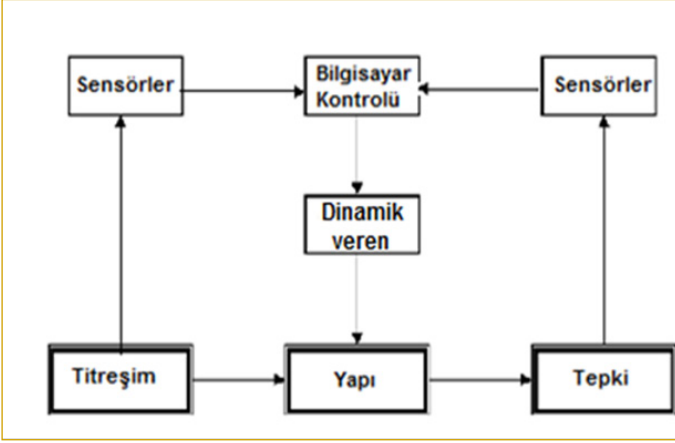 Sensörler
Bilgisayar
Kontrolü
Sensörler
Dinamik
veren
Titreşim
Yapı
Tepki